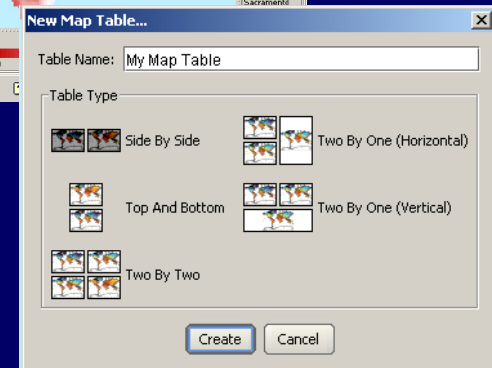 Sacramento
New Map Table...
Table Name: My Map Table
Table Type
Side By Side
Two By One (Horizontal)
Top And Bottom
Two By One (Vertical)
Two By Two
Create
Cancel